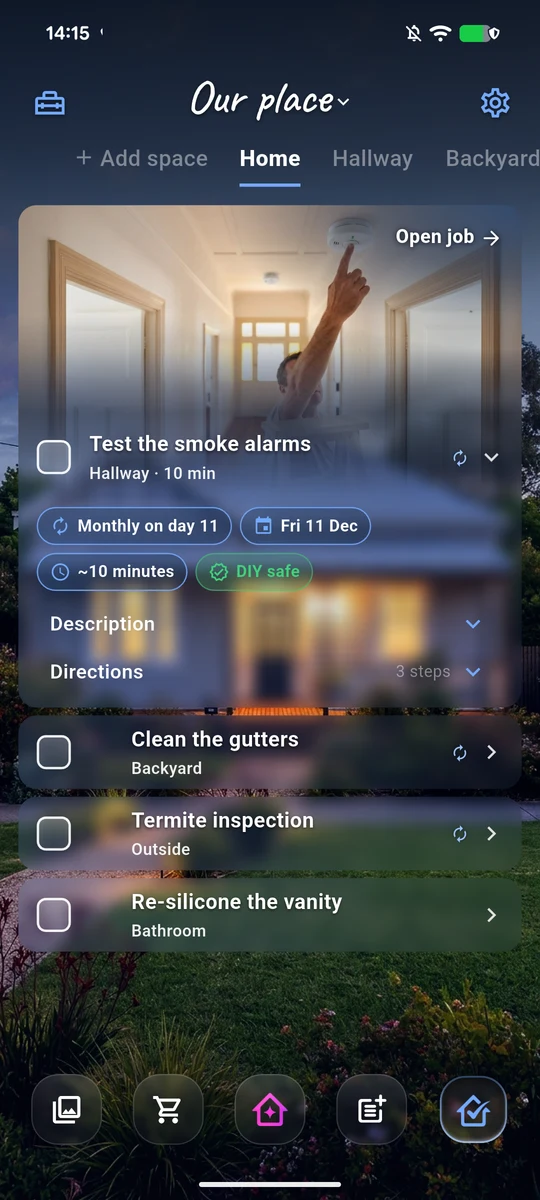 14:15
Our place
+ Add space
Home
Hallway
Backyard
Open job →
Test the smoke alarms
Hallway · 10 min
Monthly on day 11
Fri 11 Dec
~10 minutes
DIY safe
Description
Directions
3 steps
Clean the gutters
Backyard
Termite inspection
Outside
Re-silicone the vanity
Bathroom